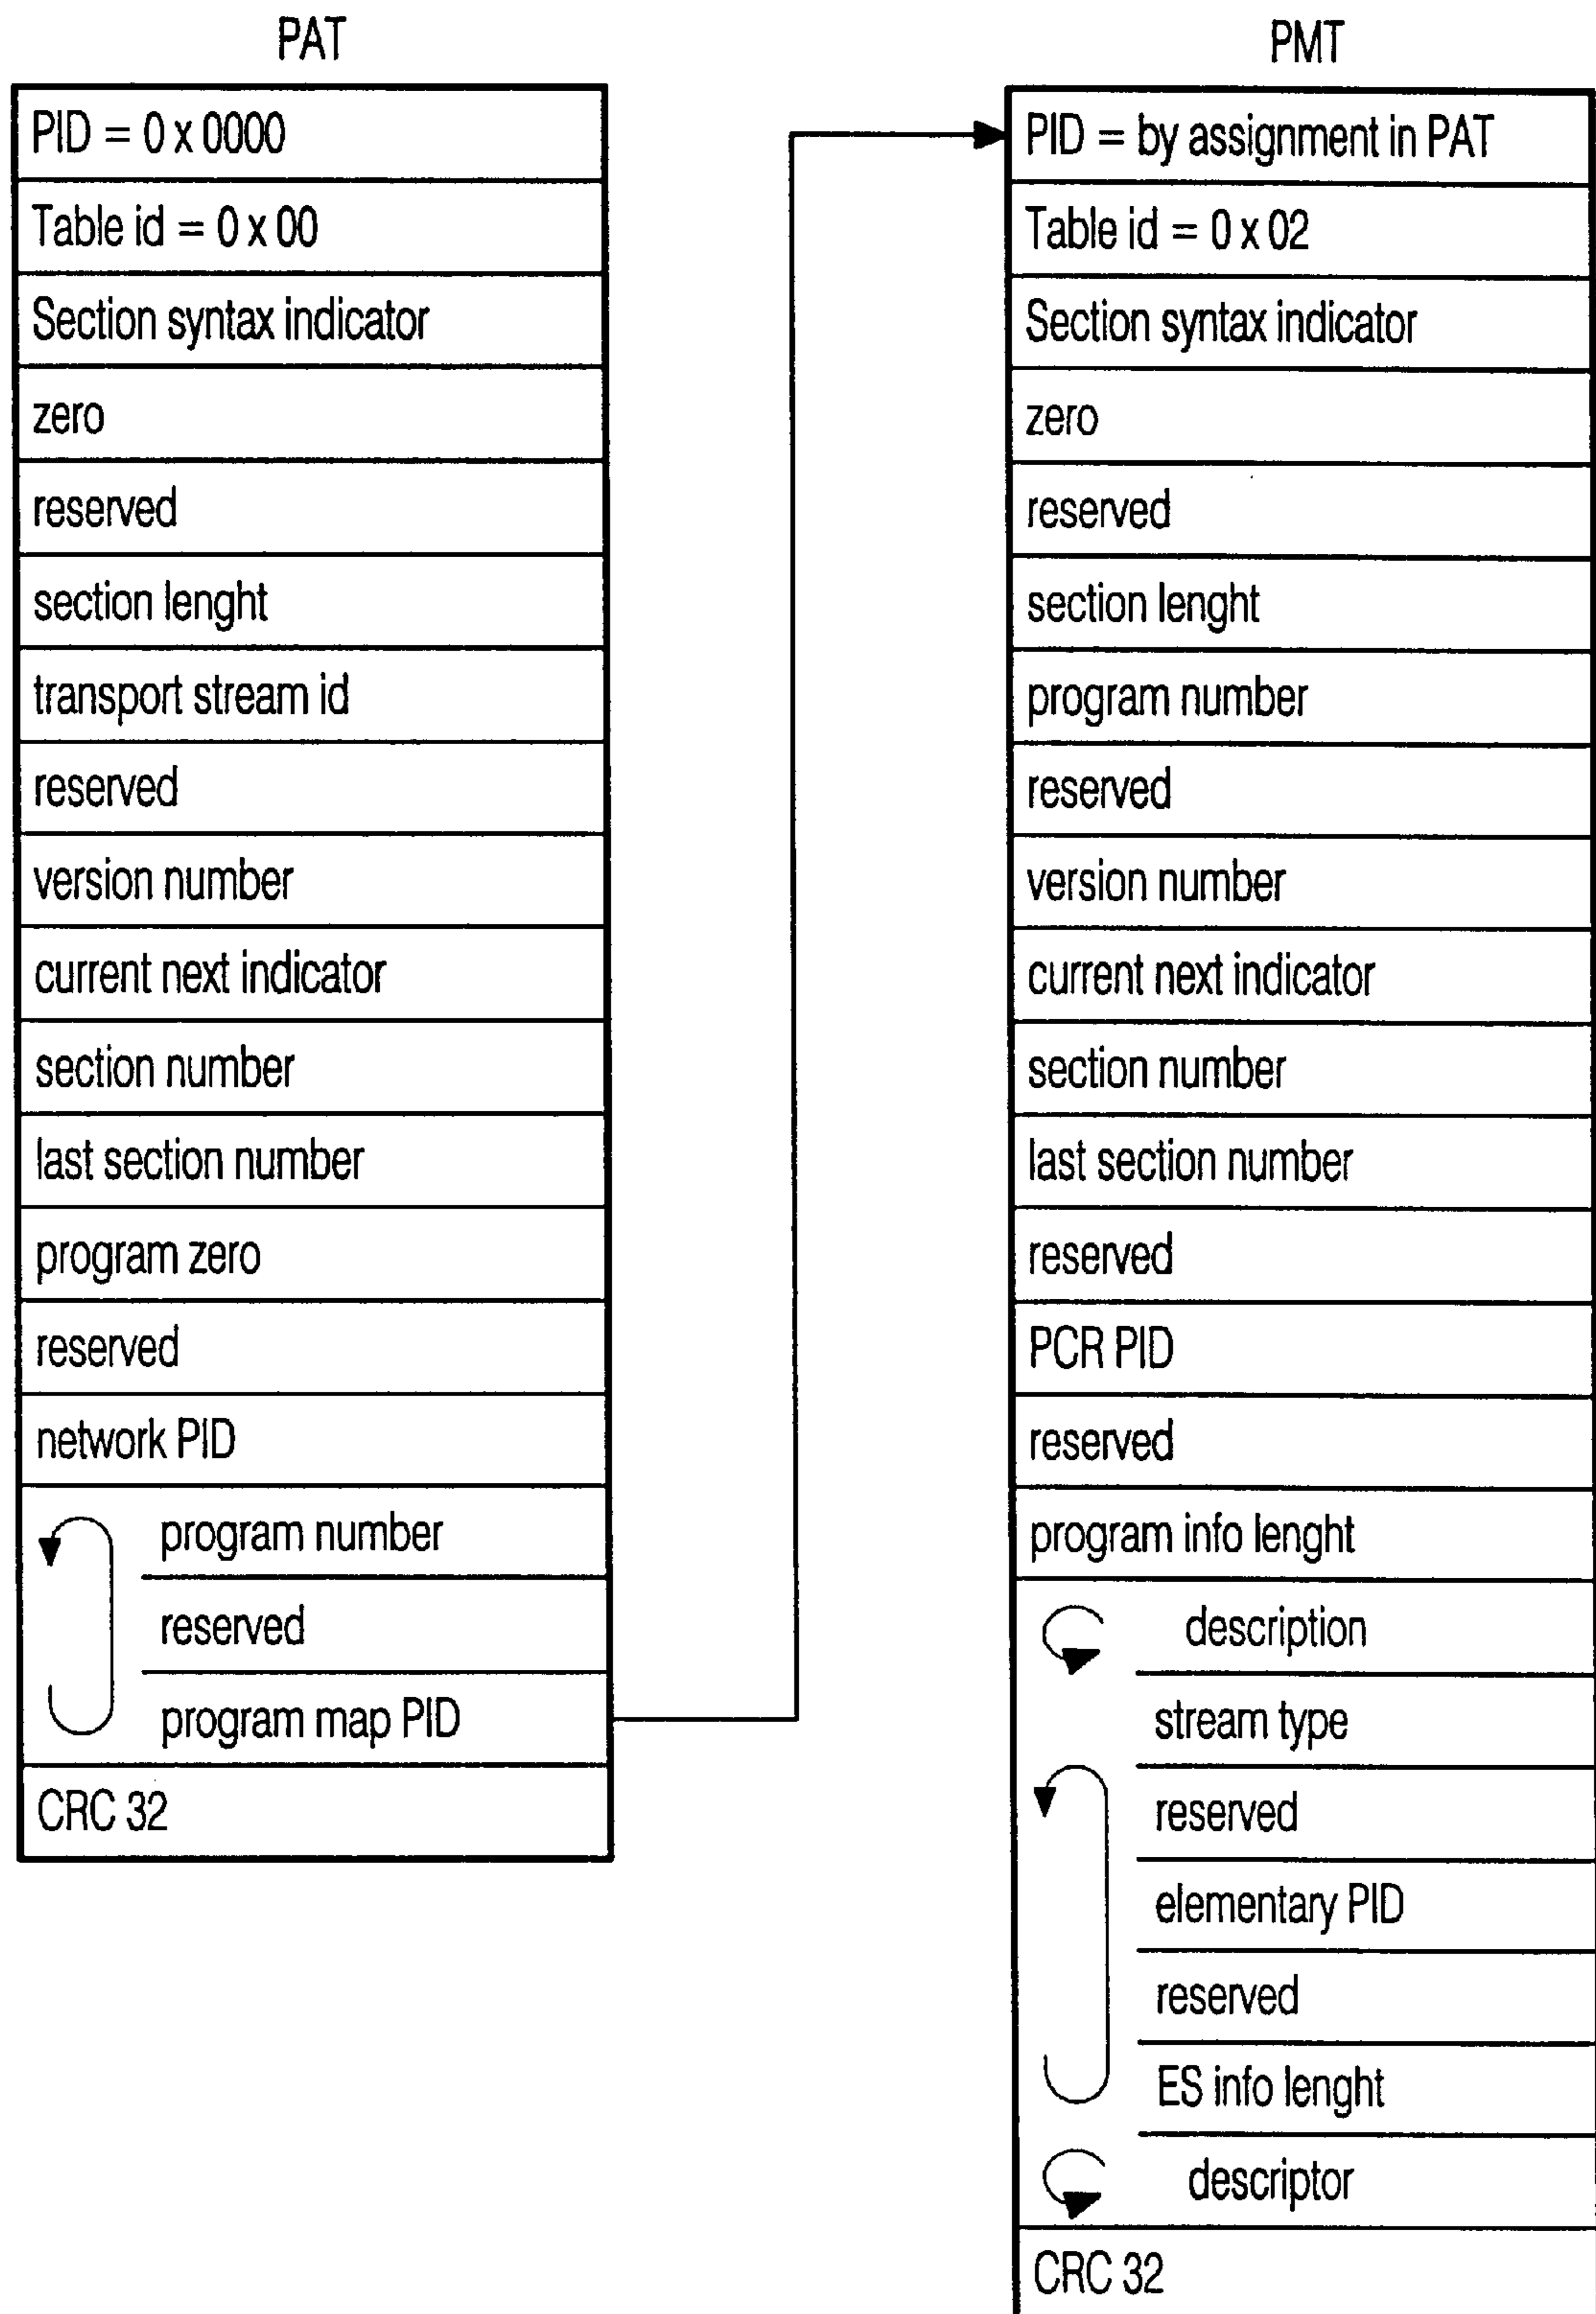 PAT
PID = 0 x 0000
Table id = 0 x 00
Section syntax indicator
zero
reserved
section lenght
transport stream id
reserved
version number
current next indicator
section number
last section number
program zero
reserved
network PID
program number
reserved
program map PID
CRC 32
PMT
PID = by assignment in PAT
Table id = 0 x 02
Section syntax indicator
zero
reserved
section lenght
program number
reserved
version number
current next indicator
section number
last section number
reserved
PCR PID
reserved
program info lenght
description
stream type
reserved
elementary PID
reserved
ES info lenght
descriptor
CRC 32